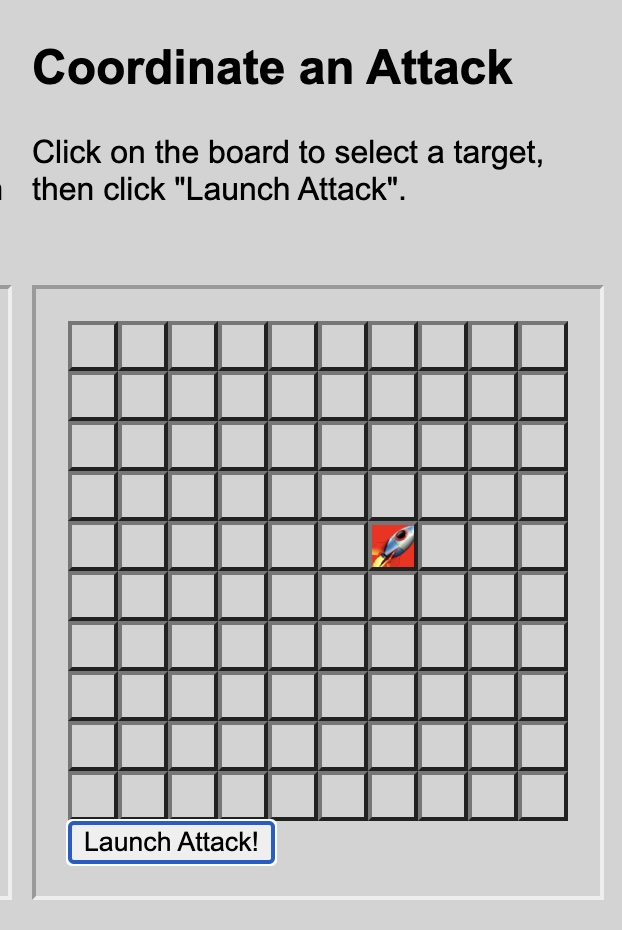 Coordinate an Attack
Click on the board to select a target,
then click "Launch Attack".
Launch Attack!